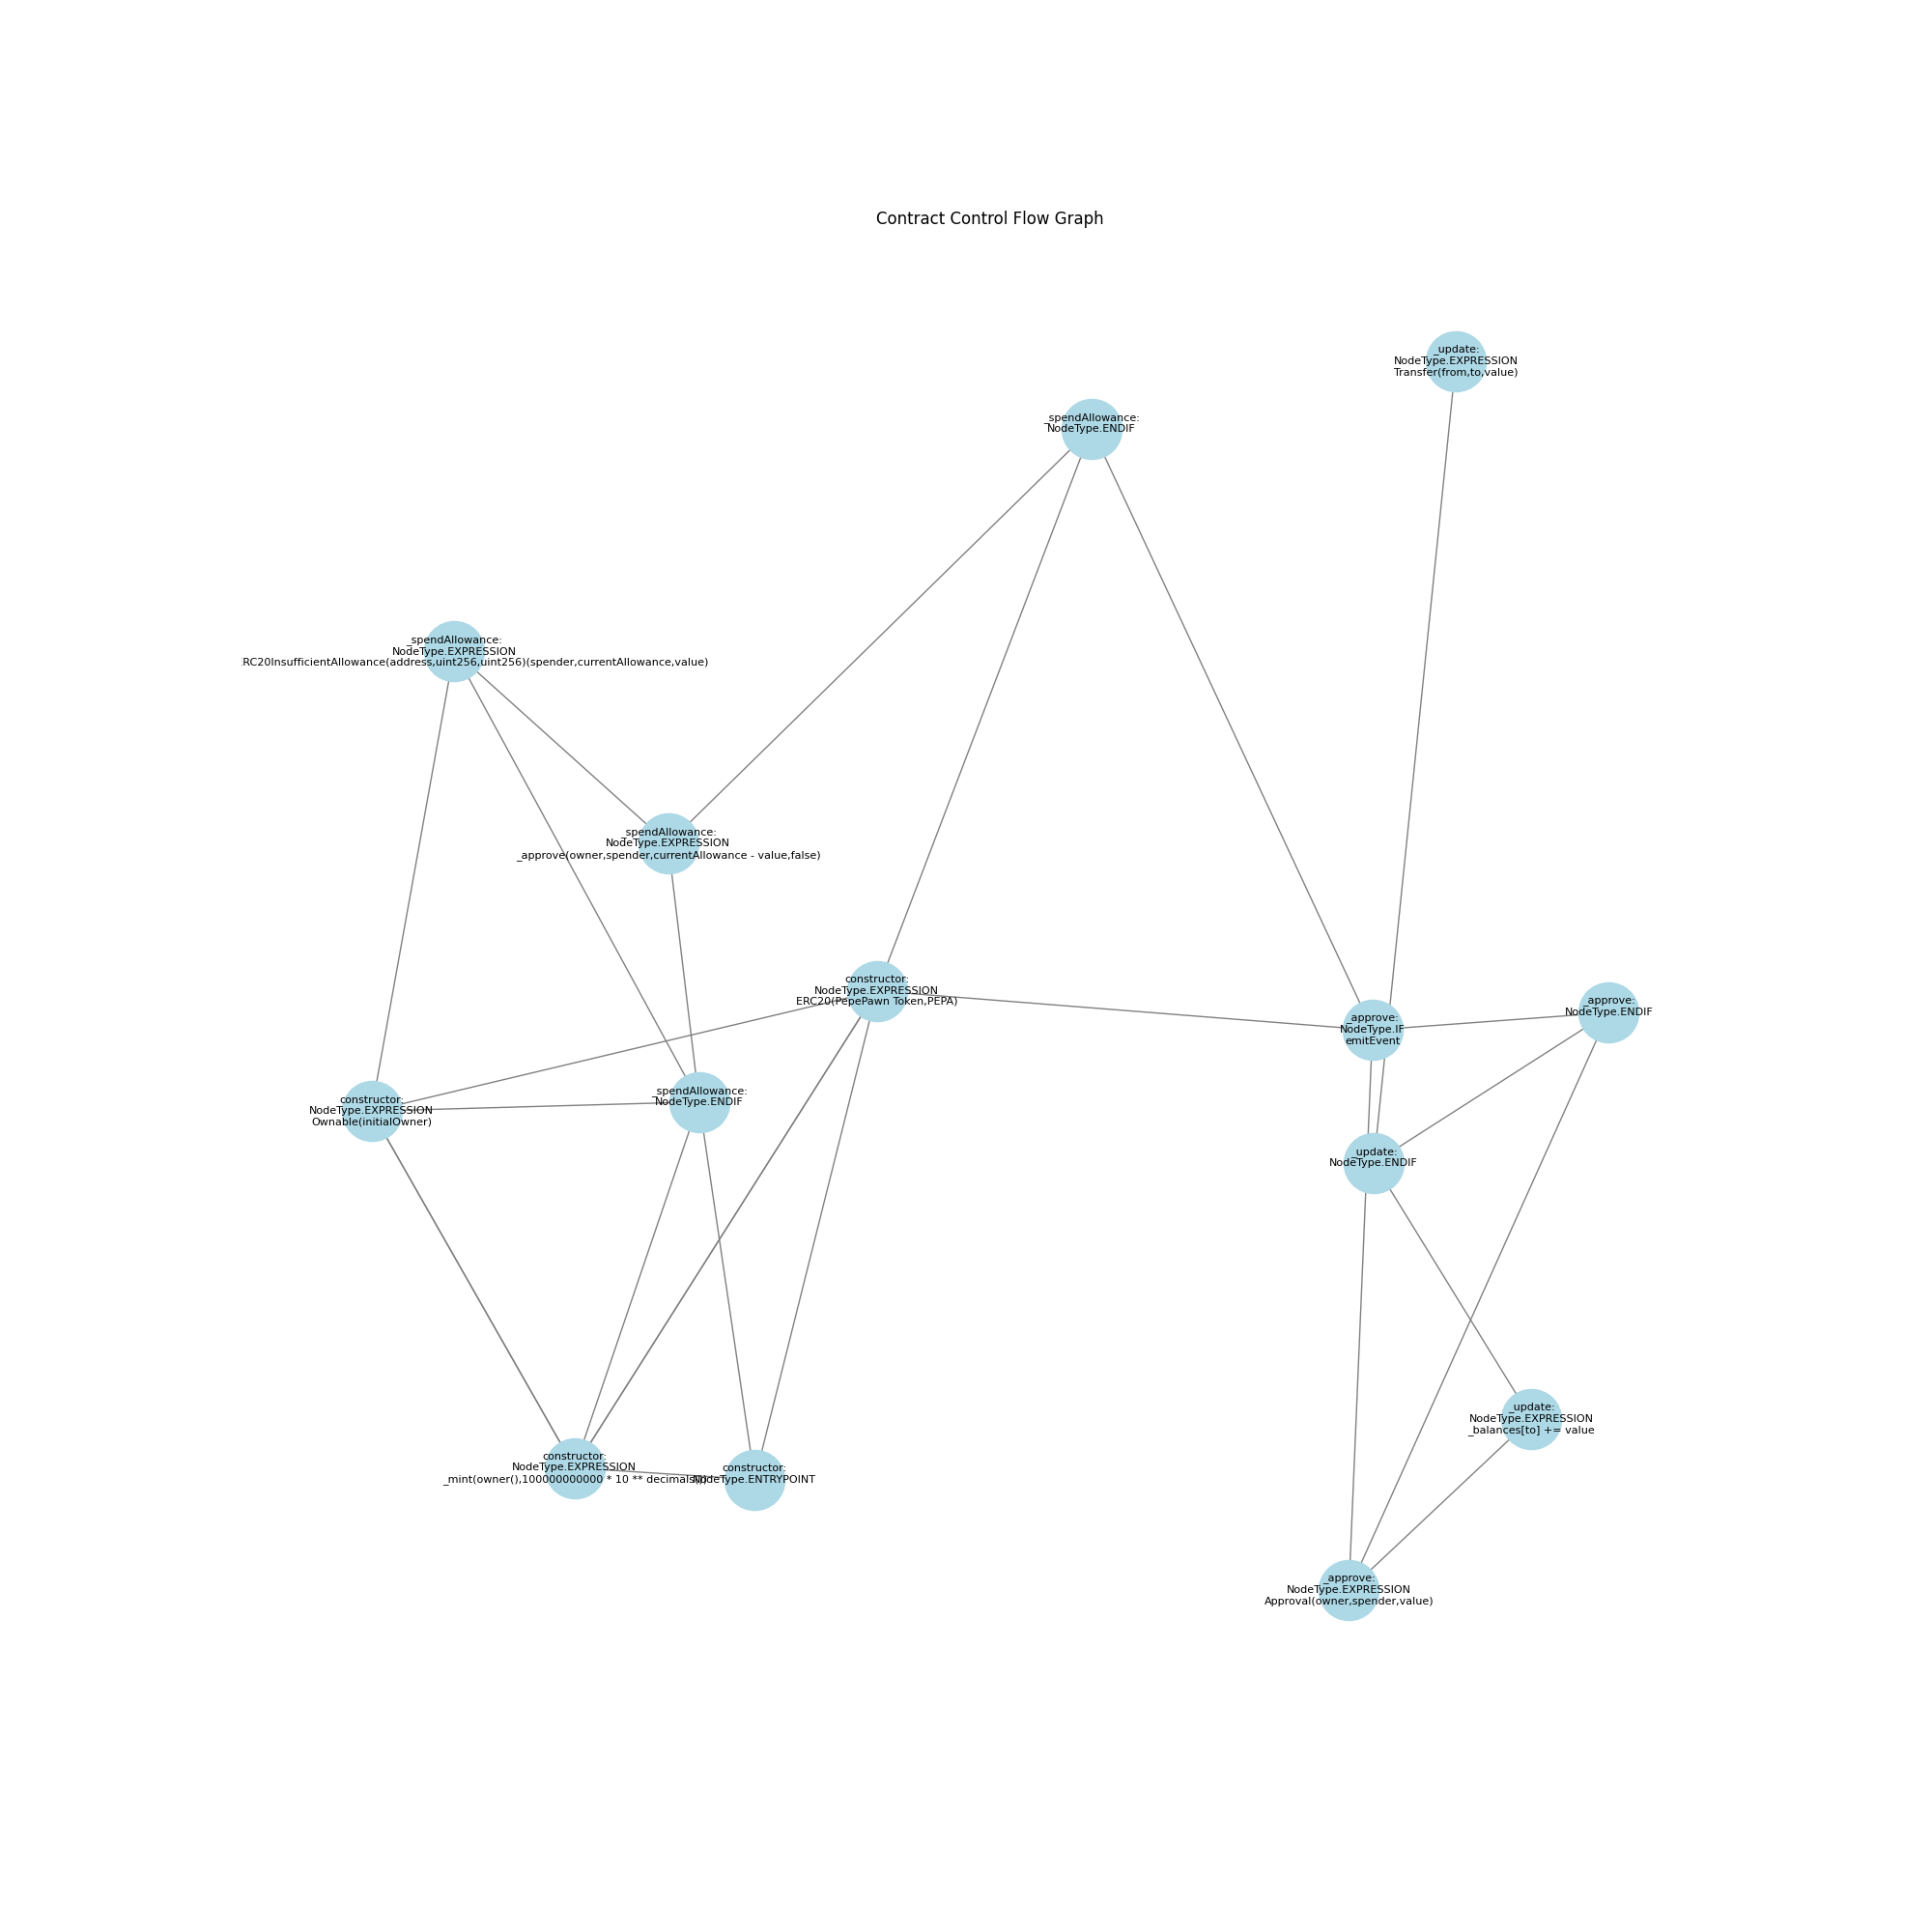 Contract Control Flow Graph
_update:
NodeType.EXPRESSION
Transfer(from,to,value)
_spendAllowance:
NodeType.ENDIF
_spendAllowance:
NodeType.EXPRESSION
RC20InsufficientAllowance(address,uint256,uint256)(spender,currentAllowance,value)
_spendAllowance:
NodeType.EXPRESSION
_approve(owner,spender,currentAllowance - value,false)
constructor:
NodeType.EXPRESSION
ERC20(PepePawn Token,PEPA)
_approve:
NodeType.IF
emitEvent
_approve:
NodeType.ENDIF
constructor:
NodeType.EXPRESSION
Ownable(initialOwner)
_spendAllowance:
NodeType.ENDIF
_update:
NodeType.ENDIF
_update:
NodeType.EXPRESSION
_balances[to] += value
constructor:
NodeType.EXPRESSION
_mint(owner(),100000000000 * 10 ** decimals())
constructor:
NodeType.ENTRYPOINT
_approve:
NodeType.EXPRESSION
Approval(owner,spender,value)